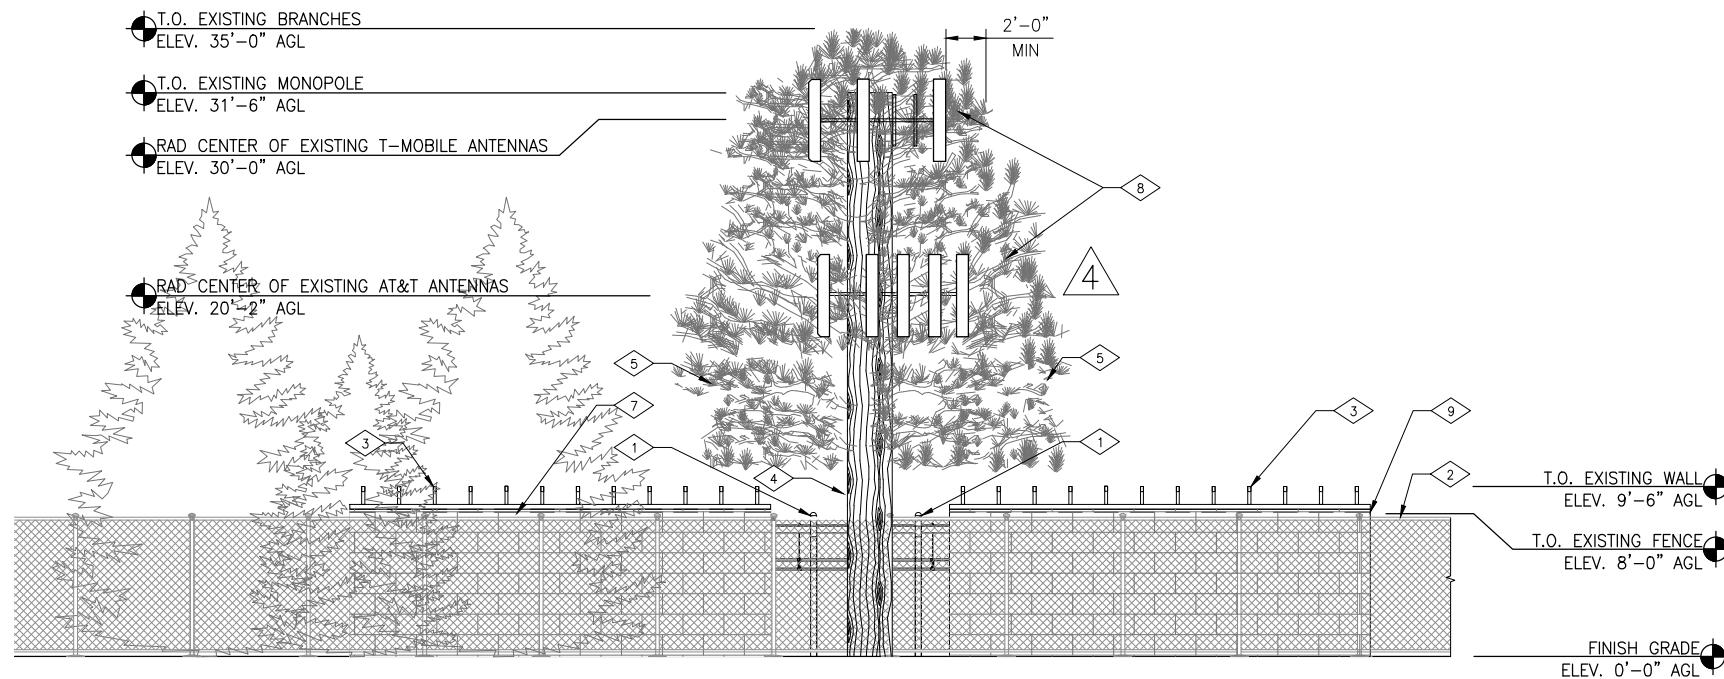 T.O. EXISTING BRANCHES
ELEV. 35'-0" AGL
2'-0"
MIN
T.O. EXISTING MONOPOLE
ELEV. 31'-6" AGL
RAD CENTER OF EXISTING T-MOBILE ANTENNAS
ELEV. 30'-0" AGL
8
RAD CENTER OF EXISTING AT&T ANTENNAS
ELEV. 20'-2" AGL
4
5
5
7
3
9
3
1
1
4
2
T.O. EXISTING WALL
ELEV. 9'-6" AGL
T.O. EXISTING FENCE
ELEV. 8'-0" AGL
FINISH GRADE
ELEV. 0'-0" AGL